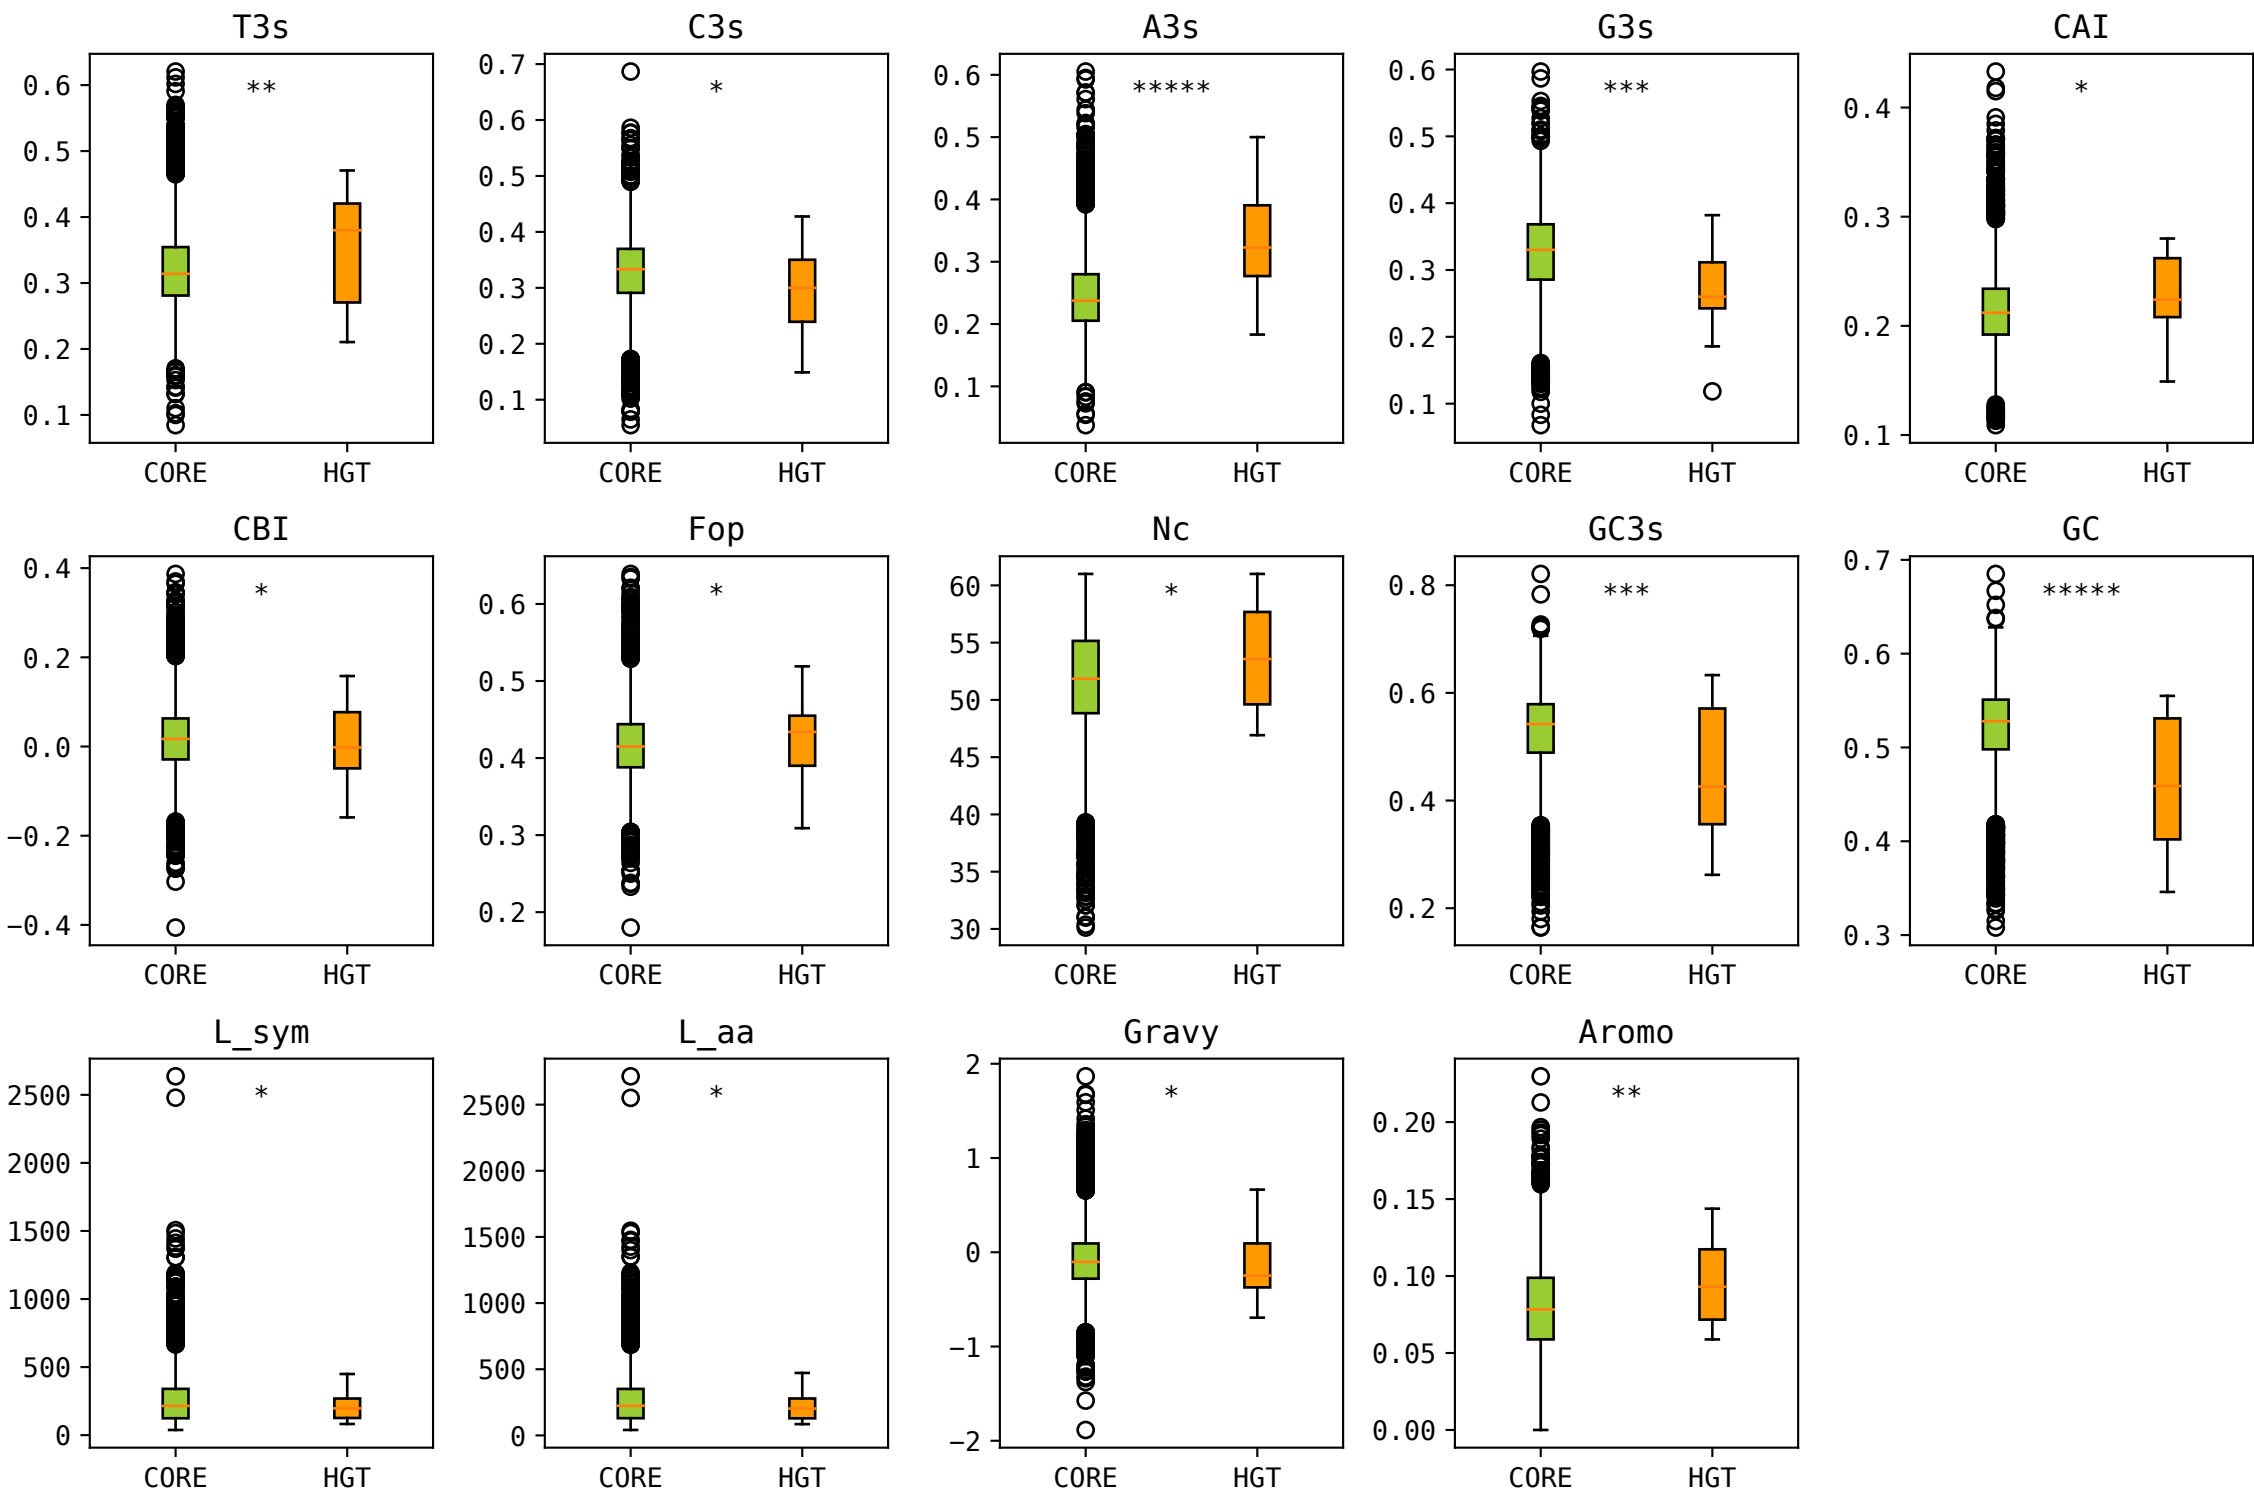 T3s C3s A3s G3s CAI
** * ***** *** *
0.6 0.5 0.4 0.3 0.2 0.1
0.7 0.6 0.5 0.4 0.3 0.2 0.1
0.6 0.5 0.4 0.3 0.2 0.1
0.6 0.5 0.4 0.3 0.2 0.1
0.4 0.3 0.2 0.1
CORE HGT CORE HGT CORE HGT CORE HGT CORE HGT
CBI Fop Nc GC3s GC
* * * *** *****
0.4 0.2 0.0 −0.2 −0.4
0.6 0.5 0.4 0.3 0.2
60 55 50 45 40 35 30
0.8 0.6 0.4 0.2
0.7 0.6 0.5 0.4 0.3
CORE HGT CORE HGT CORE HGT CORE HGT CORE HGT
L_sym L_aa Gravy Aromo
* * * **
2500 2000 1500 1000 500 0
2500 2000 1500 1000 500 0
2 1 0 −1 −2
0.20 0.15 0.10 0.05 0.00
CORE HGT CORE HGT CORE HGT CORE HGT